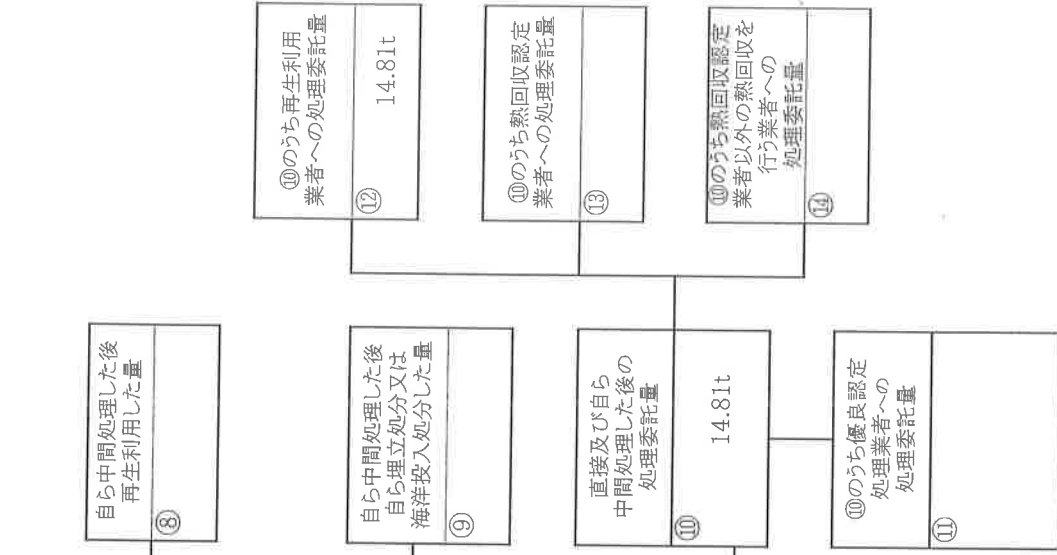 自ら中間処理した後
再生利用した量
⑧
自ら中間処理した後
自ら埋立処分又は
海洋投入処分した量
⑨
直接及び自ら
中間処理した後の
処理委託量
⑩
14.81t
⑩のうち優良認定
処理業者への
処理委託量
⑪
⑩のうち再生利用
業者への処理委託量
⑫
14.81t
⑩のうち熱回収認定
業者への処理委託量
⑬
⑩のうち熱回収認定
業者以外の熱回収を
行う業者への
処理委託量
⑭